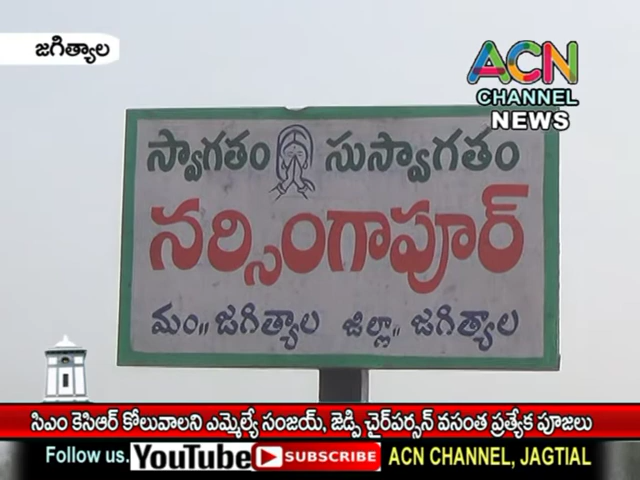 జగిత్యాల
ACN
CHANNEL
NEWS
స్వాగతం సుస్వాగతం
నర్సింగాపూర్
మం,, జగిత్యాల జిల్లా,, జగిత్యాల
సిఎం కెసిఆర్ కోలువాలని ఎమ్మెల్యే సంజయ్, జెడ్పి చైర్‌పర్సన్ వసంత ప్రత్యేక పూజలు
Follow us. YouTube SUBSCRIBE ACN CHANNEL, JAGTIAL